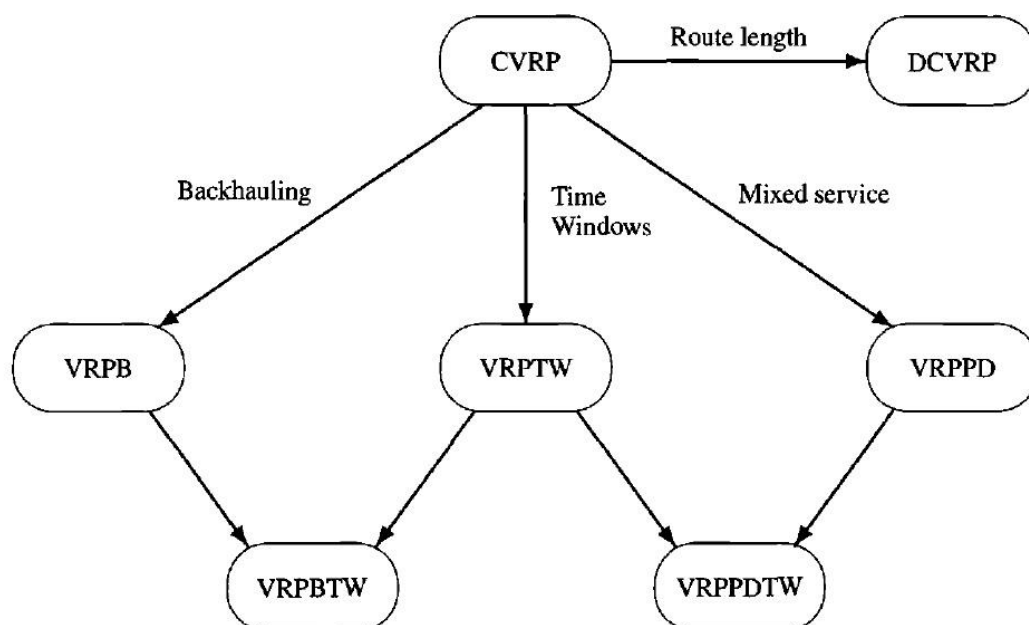 CVRP
Route length
DCVRP
Backhauling
Time
Windows
Mixed service
VRPB
VRPTW
VRPPD
VRPBTW
VRPPDTW